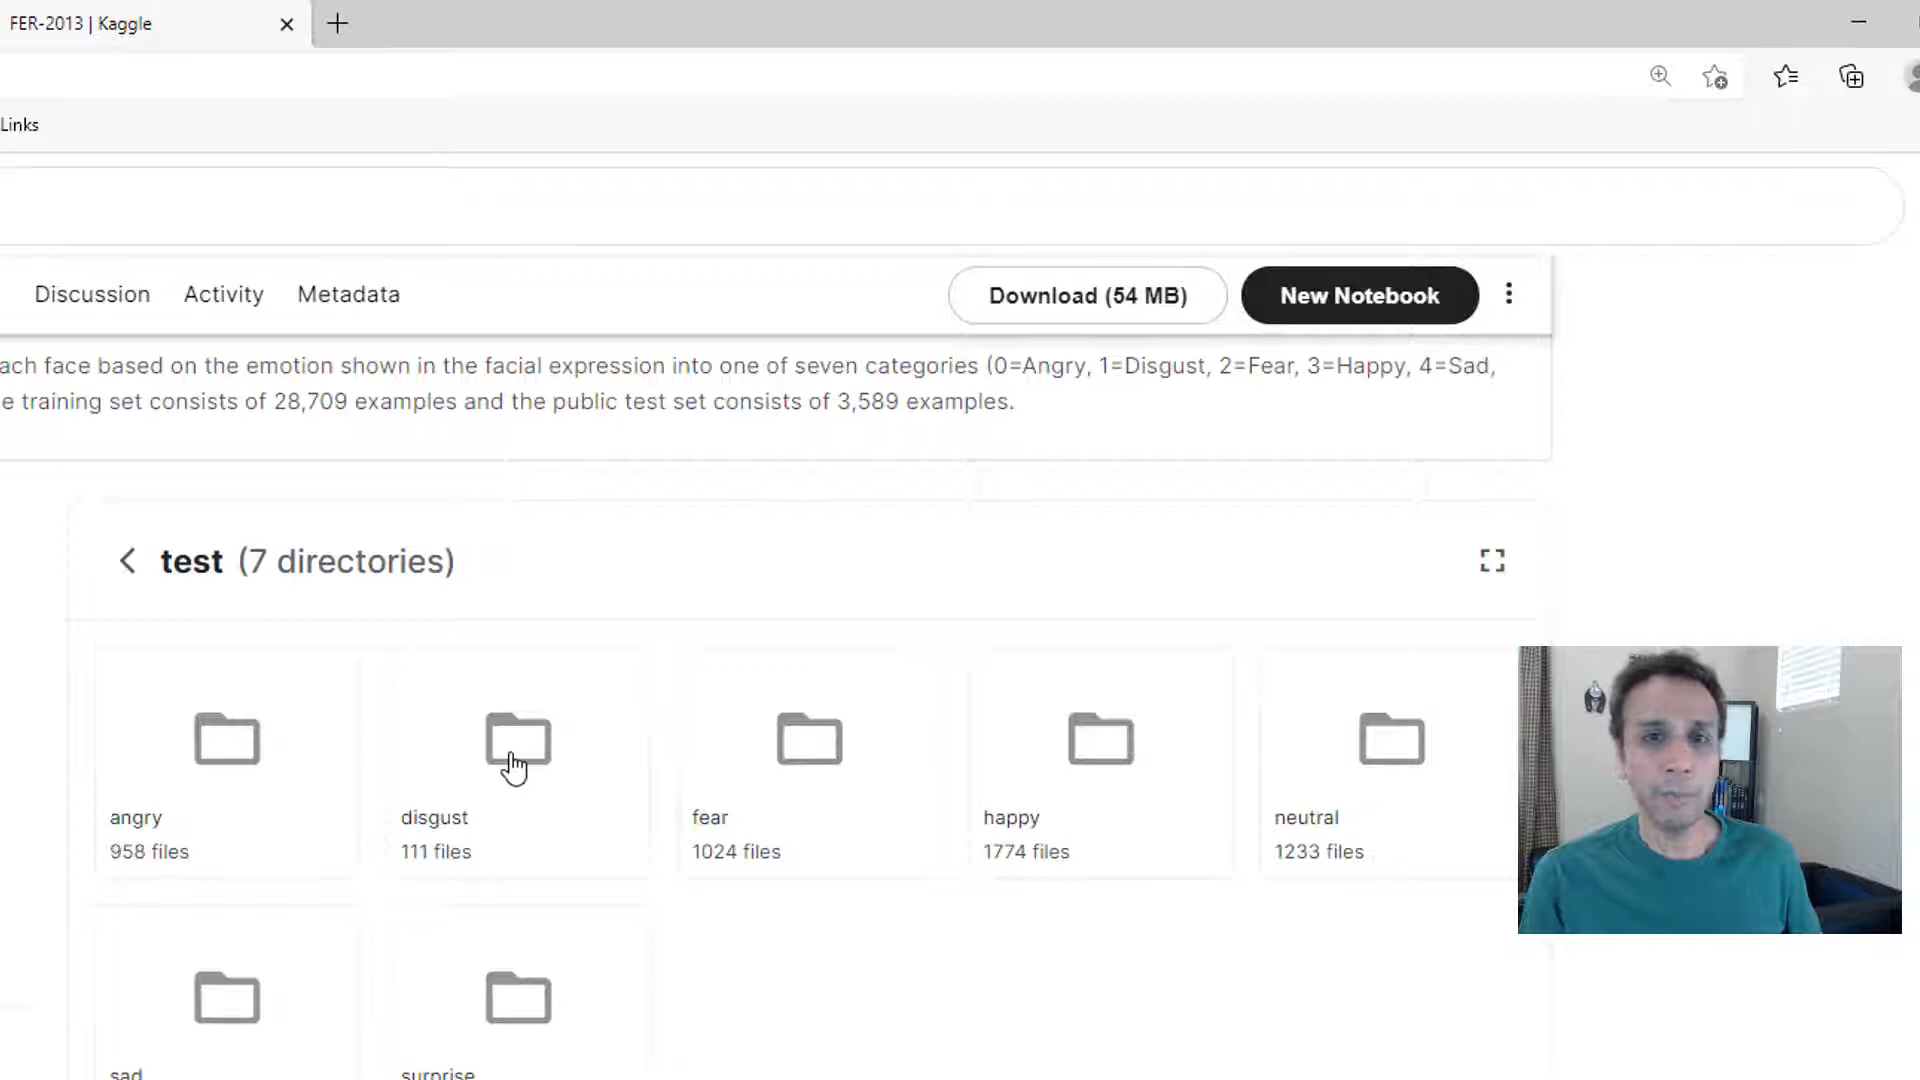 FER-2013 | Kaggle
Links
Discussion Activity Metadata
Download (54 MB)
New Notebook
ach face based on the emotion shown in the facial expression into one of seven categories (0=Angry, 1=Disgust, 2=Fear, 3=Happy, 4=Sad,
e training set consists of 28,709 examples and the public test set consists of 3,589 examples.
test (7 directories)
angry disgust fear happy neutral
958 files 111 files 1024 files 1774 files 1233 files
sad surprise